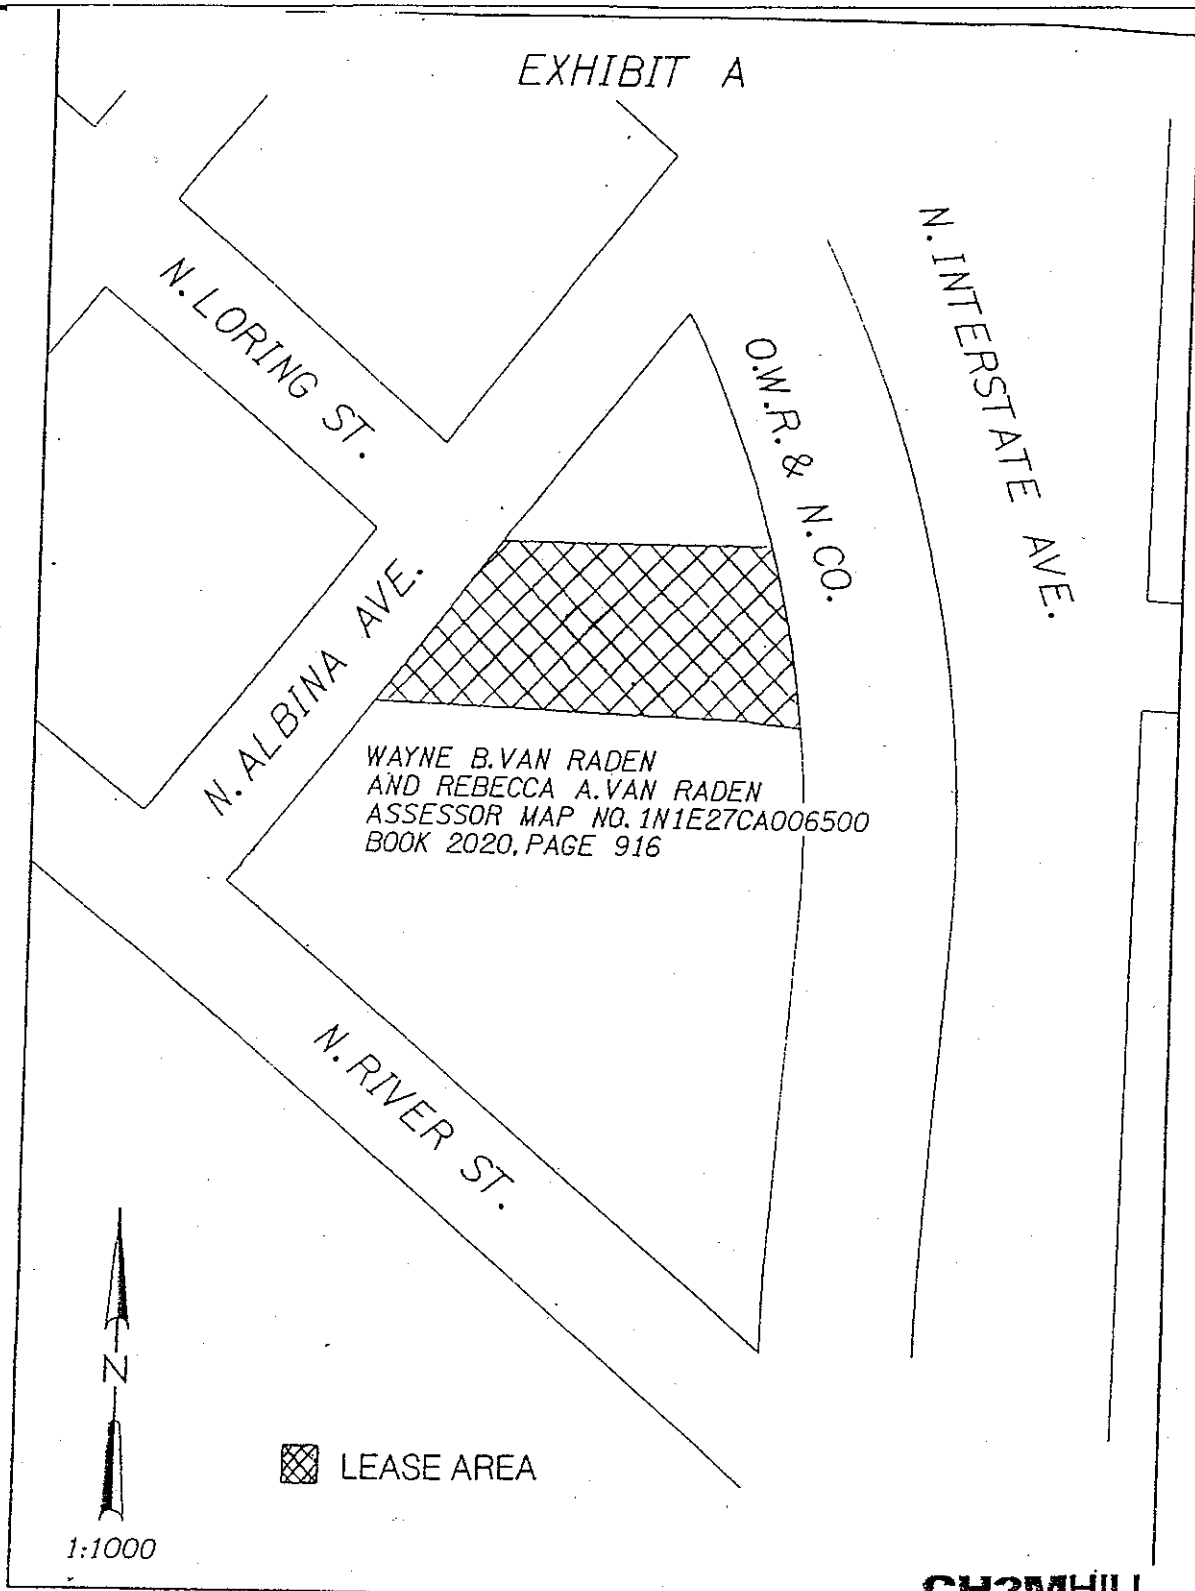 EXHIBIT A
N. LORING ST.
N. INTERSTATE AVE.
O.W.R. & N. CO.
N. ALBINA AVE.
WAYNE B. VAN RADEN
AND REBECCA A. VAN RADEN
ASSESSOR MAP NO. 1N1E27CA006500
BOOK 2020, PAGE 916
N. RIVER ST.
N
LEASE AREA
1:1000
CH2MHILL